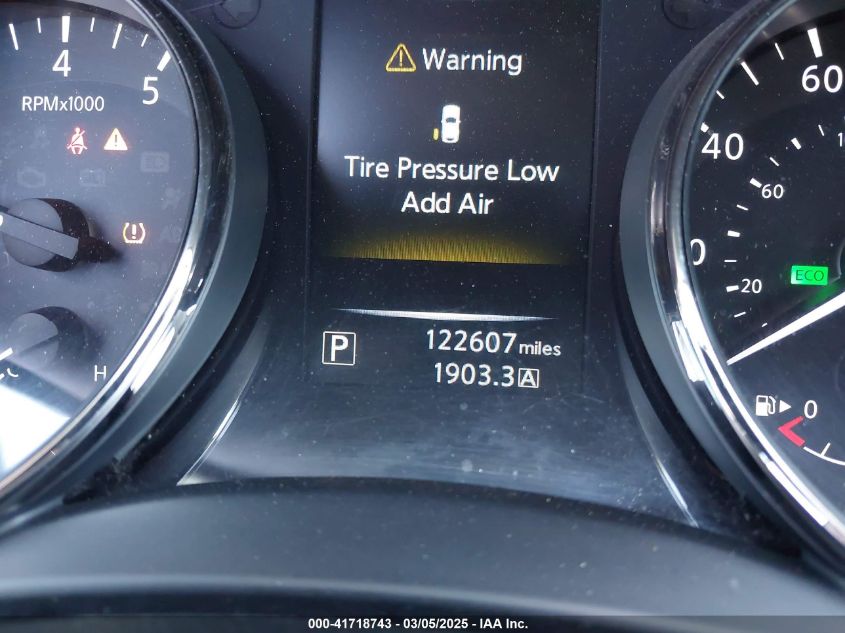 4
5
RPMx1000
Warning
Tire Pressure Low
Add Air
P
122607 miles
1903.3 A
H
60
40
60
20
ECO
0
000-41718743 / 03/05/2025 - IAA Inc.